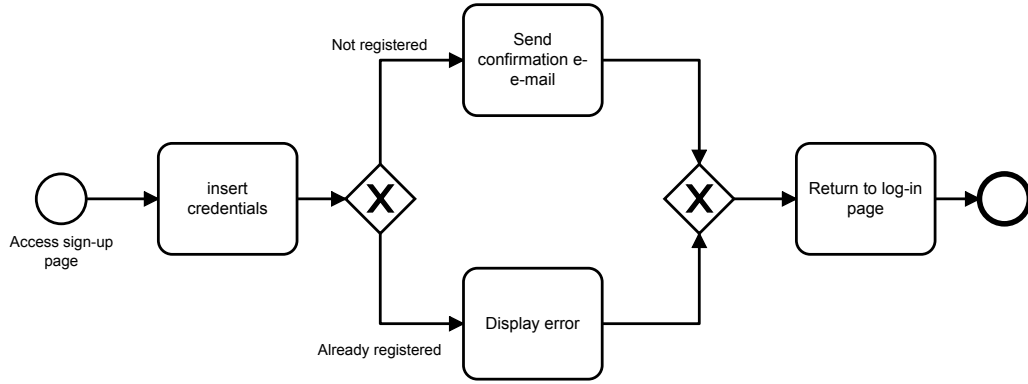 Not registered
Send
confirmation e-
e-mail
insert
credentials
X
X
Return to log-in
page
Access sign-up
page
Display error
Already registered